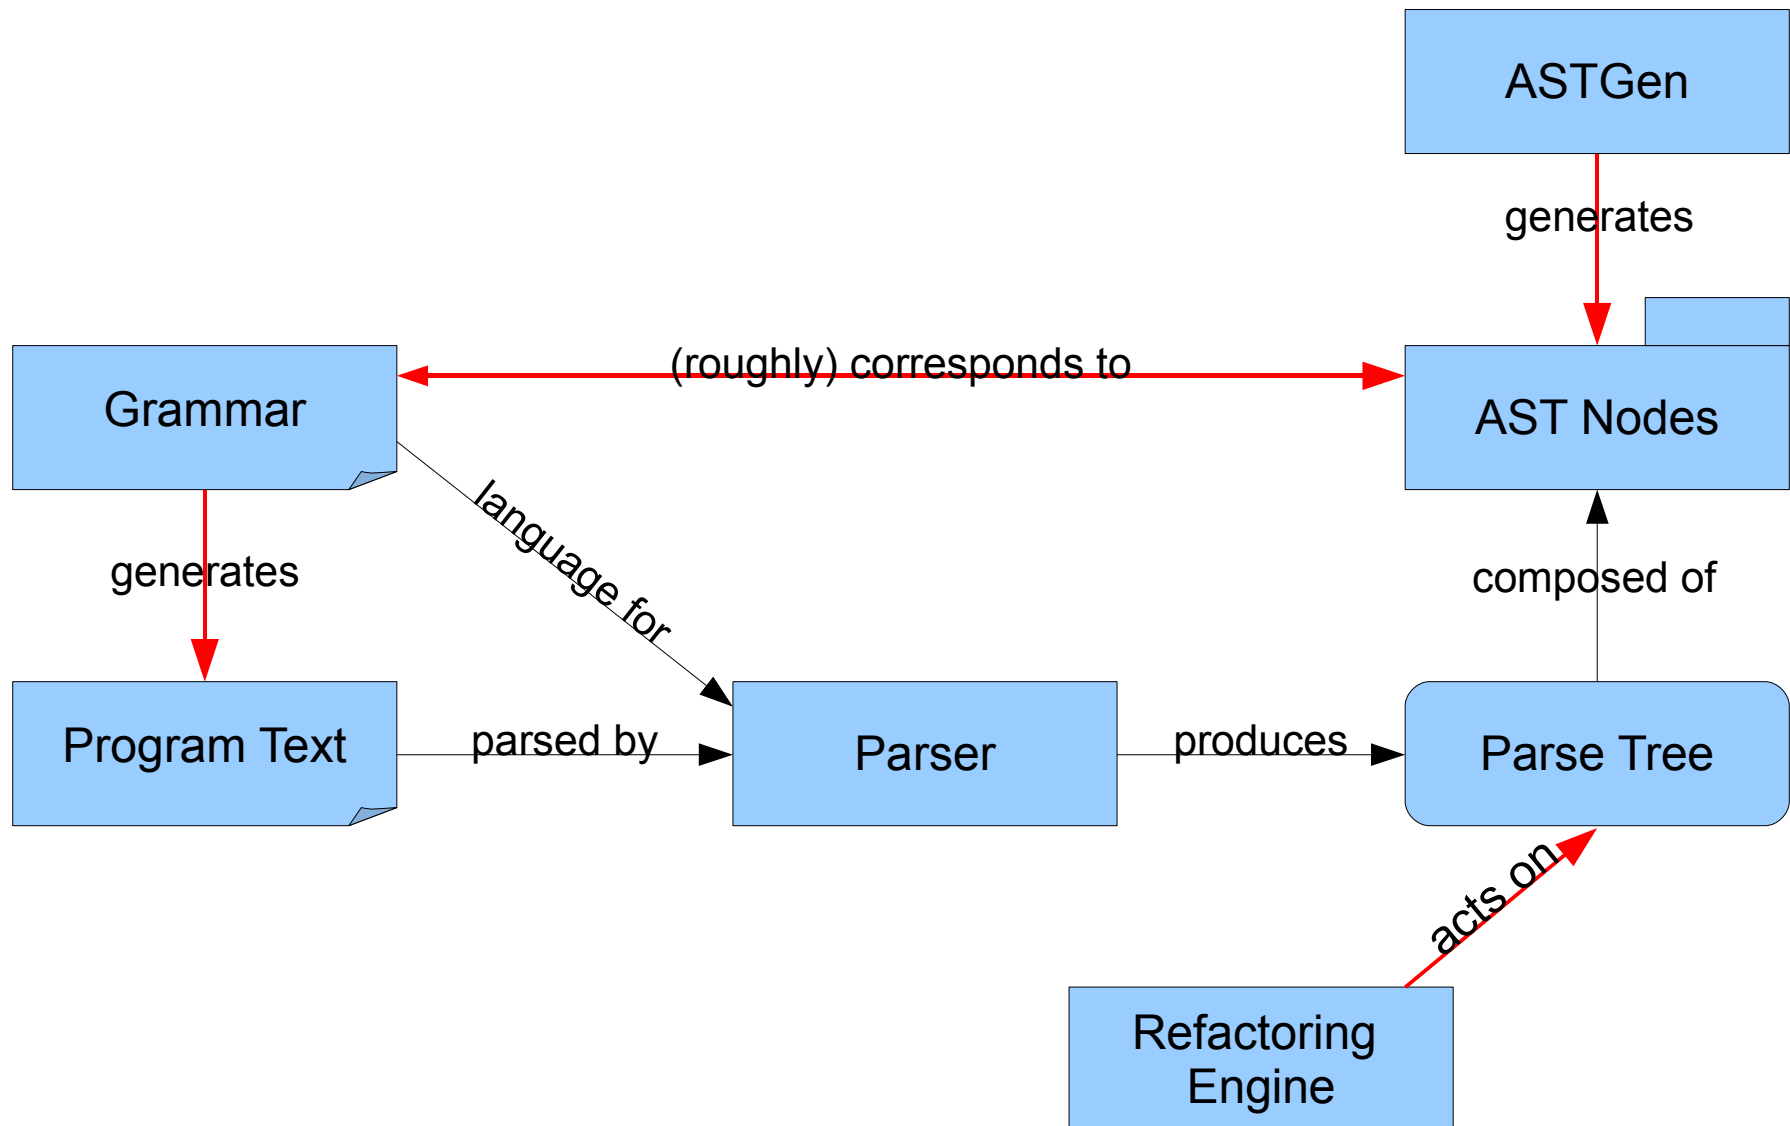 ASTGen
generates
(roughly) corresponds to
Grammar
AST Nodes
language for
generates
composed of
Program Text
parsed by
Parser
produces
Parse Tree
acts on
Refactoring
Engine